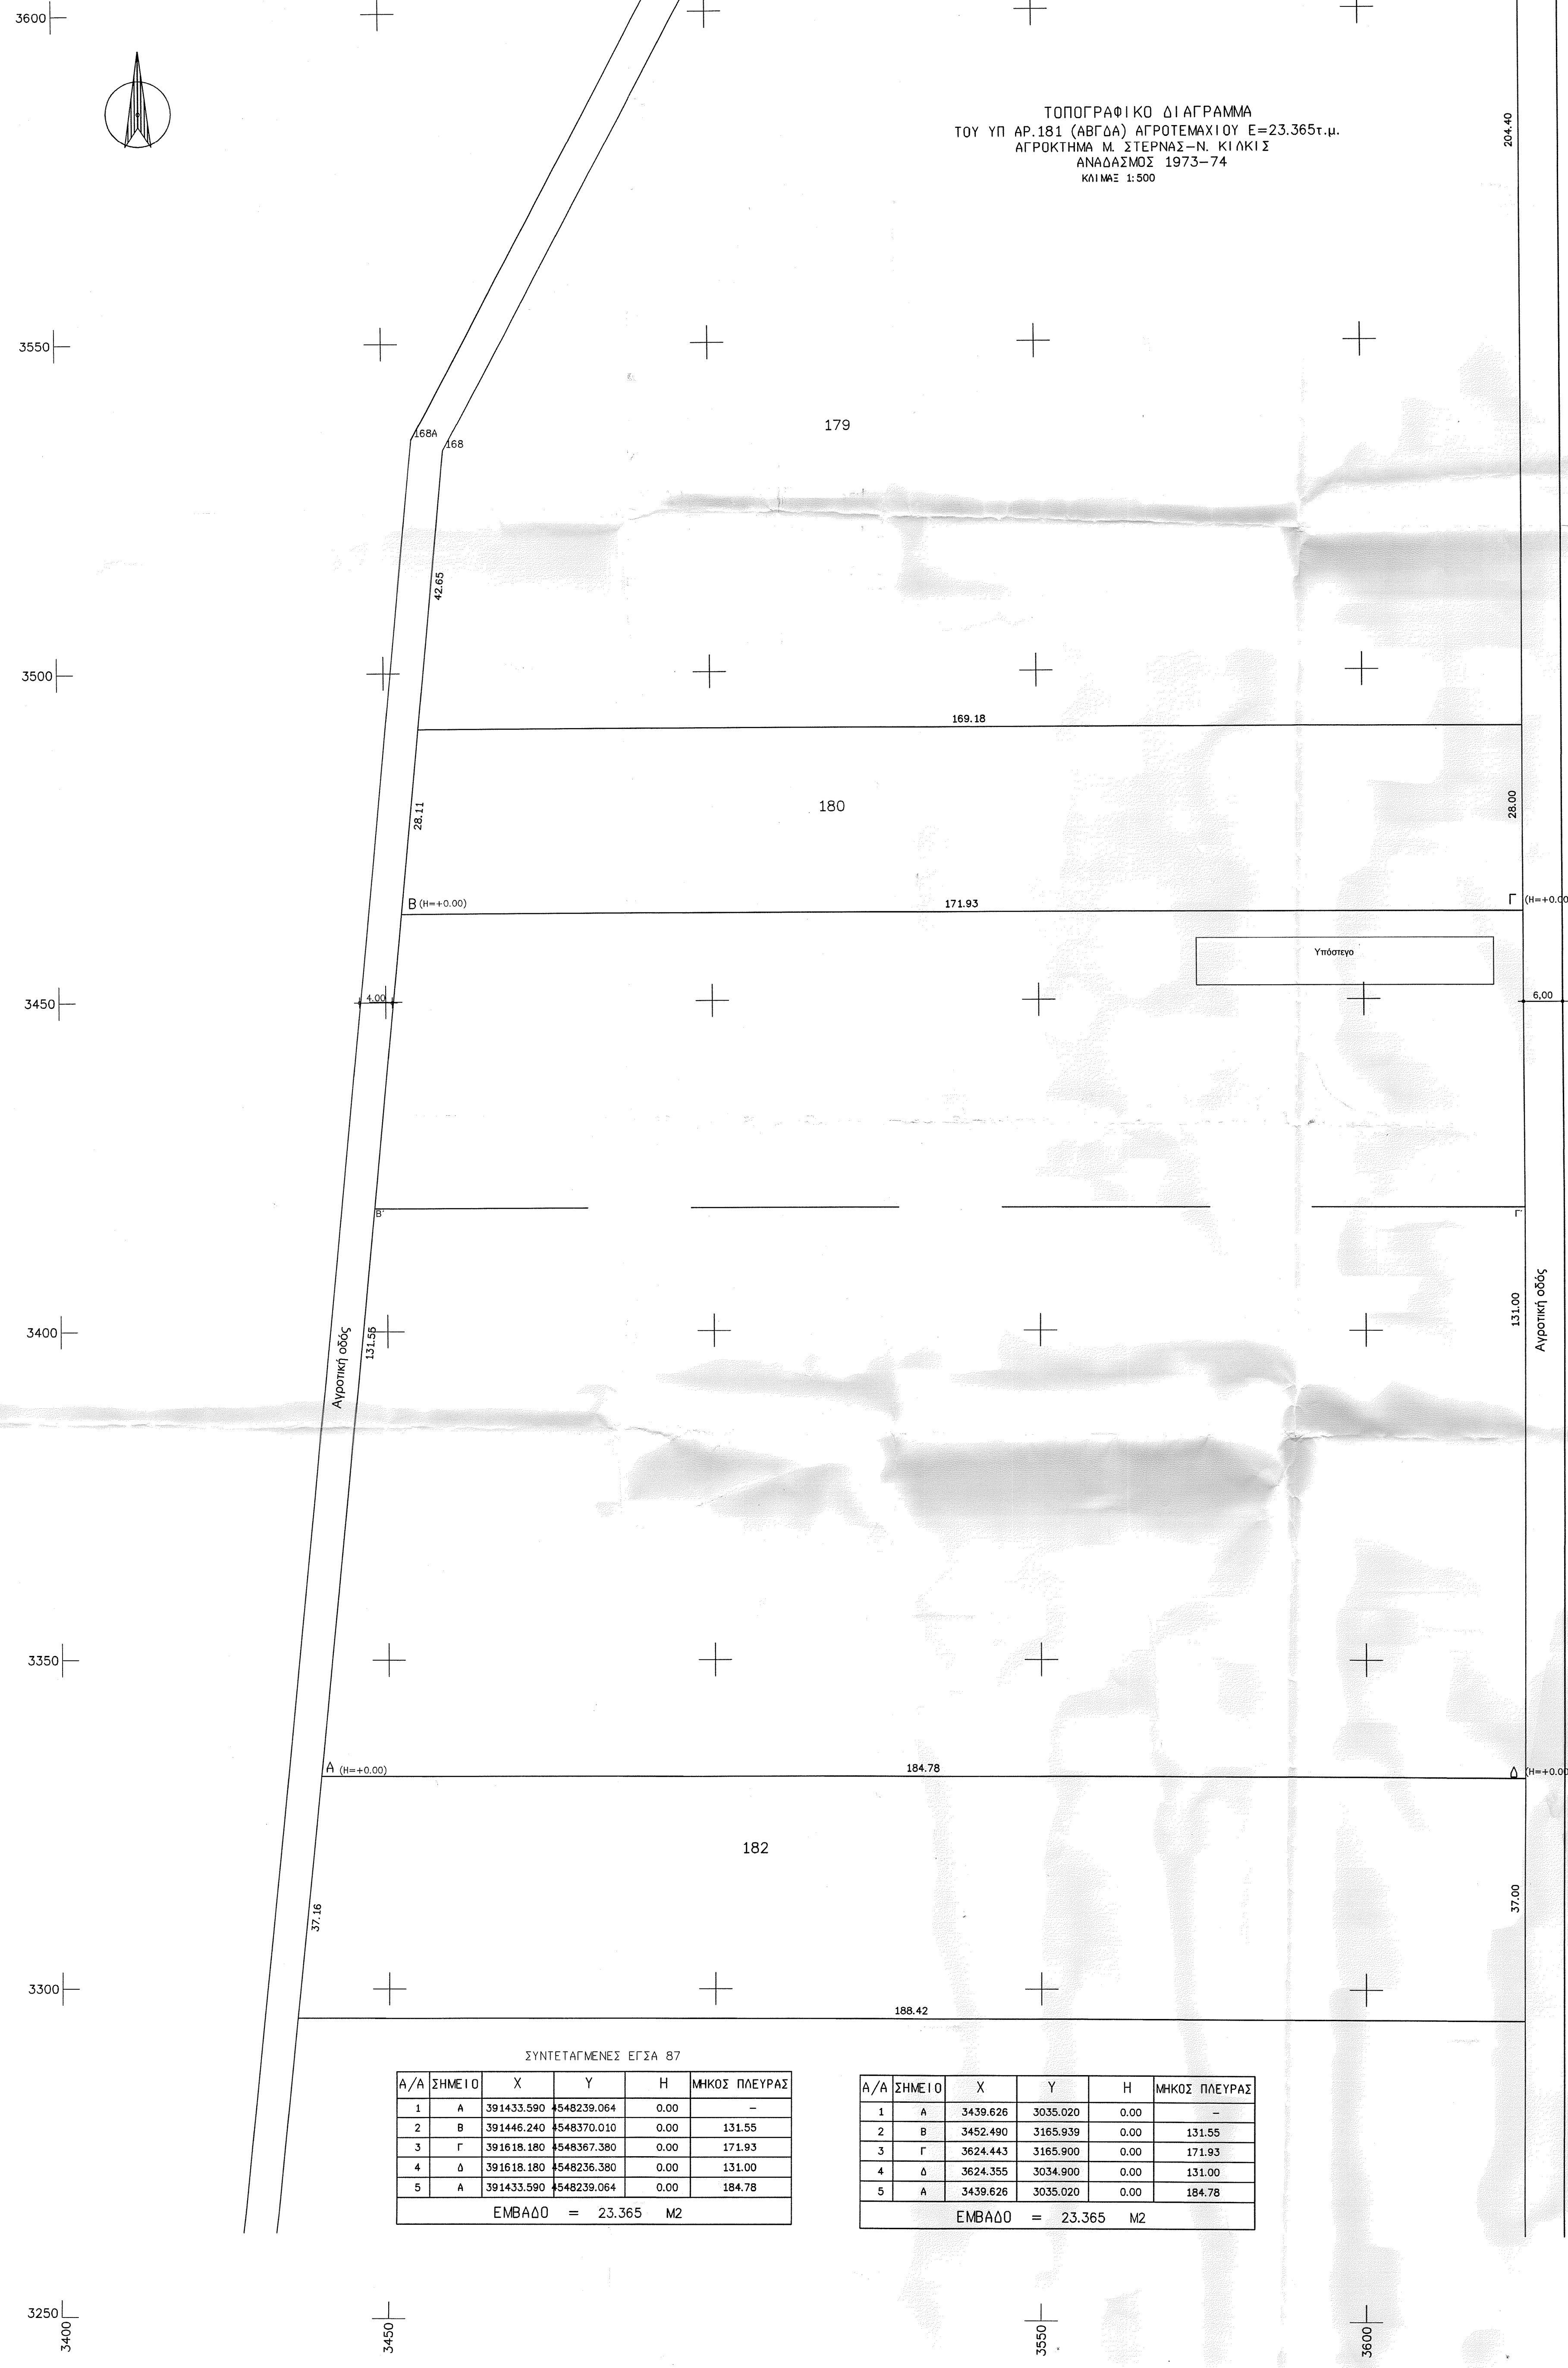 3600
ΤΟΠΟΓΡΑΦΙΚΟ ΔΙΑΓΡΑΜΜΑ
ΤΟΥ ΥΠ ΑΡ.181 (ΑΒΓΔΑ) ΑΓΡΟΤΕΜΑΧΙΟΥ Ε=23.365τ.μ.
ΑΓΡΟΚΤΗΜΑ Μ. ΣΤΕΡΝΑΣ-Ν. ΚΙΛΚΙΣ
ΑΝΑΔΑΣΜΟΣ 1973-74
ΚΛΙΜΑΞ 1:500
204.40
3550
179
168Α
168
42.65
3500
169.18
180
28.11
28.00
Β (Η=+0.00)
171.93
Γ (Η=+0.00
Υπόστεγο
3450
4.00
6,00
Β'
Γ'
3400
Αγροτική οδός
131.55
131.00
Αγροτική οδός
3350
Α (Η=+0.00)
184.78
Δ (Η=+0.00
182
37.16
37.00
3300
188.42
ΣΥΝΤΕΤΑΓΜΕΝΕΣ ΕΓΣΑ 87
Α/Α ΣΗΜΕΙΟ Χ Υ Η ΜΗΚΟΣ ΠΛΕΥΡΑΣ
1 Α 391433.590 4548239.064 0.00 -
2 Β 391446.240 4548370.010 0.00 131.55
3 Γ 391618.180 4548367.380 0.00 171.93
4 Δ 391618.180 4548236.380 0.00 131.00
5 Α 391433.590 4548239.064 0.00 184.78
ΕΜΒΑΔΟ = 23.365 Μ2
Α/Α ΣΗΜΕΙΟ Χ Υ Η ΜΗΚΟΣ ΠΛΕΥΡΑΣ
1 Α 3439.626 3035.020 0.00 -
2 Β 3452.490 3165.939 0.00 131.55
3 Γ 3624.443 3165.900 0.00 171.93
4 Δ 3624.355 3034.900 0.00 131.00
5 Α 3439.626 3035.020 0.00 184.78
ΕΜΒΑΔΟ = 23.365 Μ2
3250
3400
3450
3550
3600